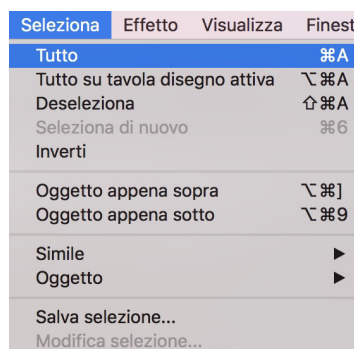 Seleziona Effetto Visualizza Finest
Tutto ⌘A
Tutto su tavola disegno attiva ⌥⌘A
Deseleziona ⇧⌘A
Seleziona di nuovo ⌘6
Inverti
Oggetto appena sopra ⌥⌘]
Oggetto appena sotto ⌥⌘9
Simile ▶
Oggetto ▶
Salva selezione...
Modifica selezione...